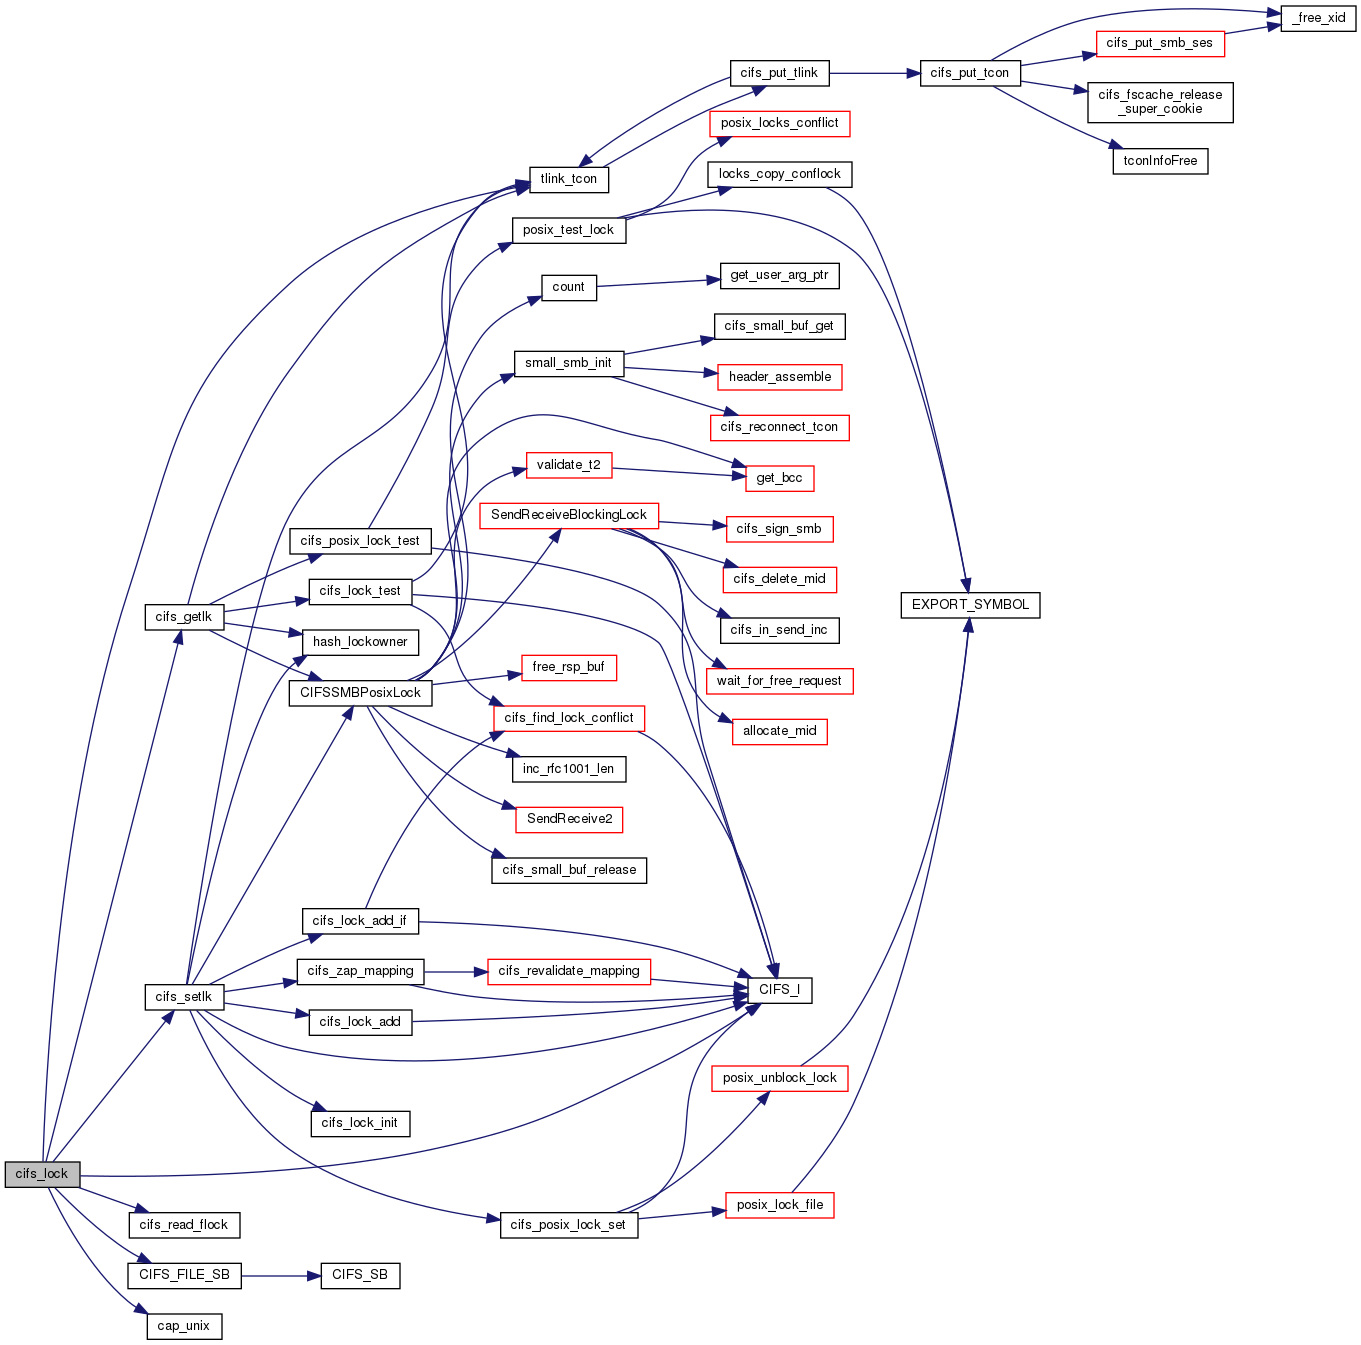 _free_xid
cifs_put_smb_ses
cifs_put_tlink
cifs_put_tcon
cifs_fscache_release
_super_cookie
posix_locks_conflict
tconInfoFree
locks_copy_conflock
tlink_tcon
posix_test_lock
get_user_arg_ptr
count
cifs_small_buf_get
small_smb_init
header_assemble
cifs_reconnect_tcon
validate_t2
get_bcc
SendReceiveBlockingLock
cifs_sign_smb
cifs_posix_lock_test
cifs_delete_mid
cifs_lock_test
EXPORT_SYMBOL
cifs_getlk
cifs_in_send_inc
hash_lockowner
free_rsp_buf
wait_for_free_request
CIFSSMBPosixLock
cifs_find_lock_conflict
allocate_mid
inc_rfc1001_len
SendReceive2
cifs_small_buf_release
cifs_lock_add_if
cifs_zap_mapping
cifs_revalidate_mapping
CIFS_I
cifs_setlk
cifs_lock_add
posix_unblock_lock
cifs_lock_init
cifs_lock
posix_lock_file
cifs_read_flock
cifs_posix_lock_set
CIFS_FILE_SB
CIFS_SB
cap_unix